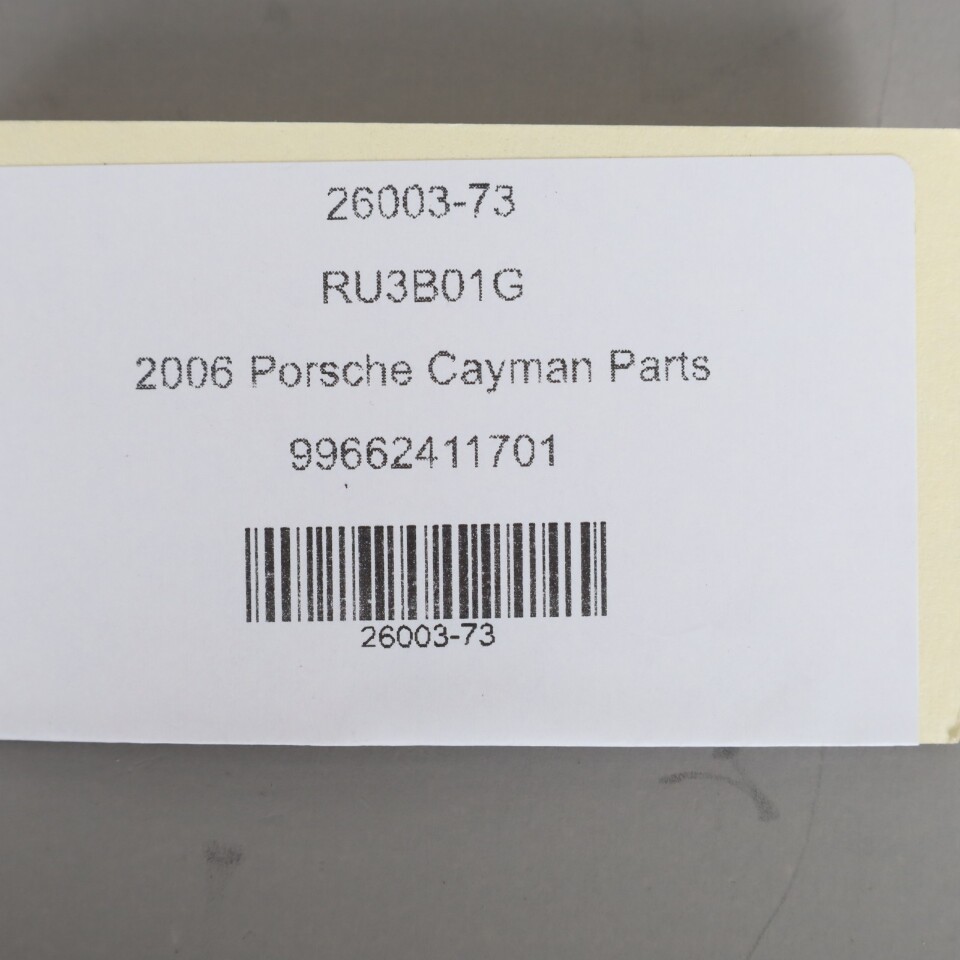 26003-73
RU3B01G
2006 Porsche Cayman Parts
99662411701
26003-73